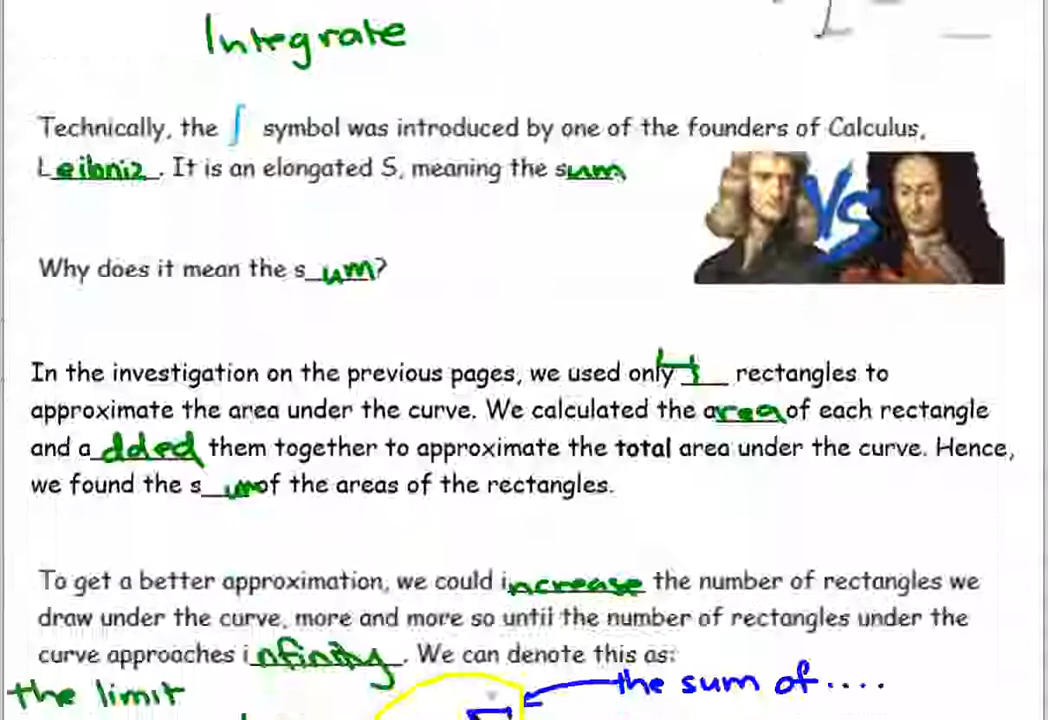 Integrate
Technically, the ∫ symbol was introduced by one of the founders of Calculus,
Leibniz. It is an elongated S, meaning the sum
VS
Why does it mean the sum?
In the investigation on the previous pages, we used only 4 rectangles to
approximate the area under the curve. We calculated the area of each rectangle
and added them together to approximate the total area under the curve. Hence,
we found the sum of the areas of the rectangles.
To get a better approximation, we could increase the number of rectangles we
draw under the curve, more and more so until the number of rectangles under the
curve approaches infinity. We can denote this as:
the sum of....
the limit